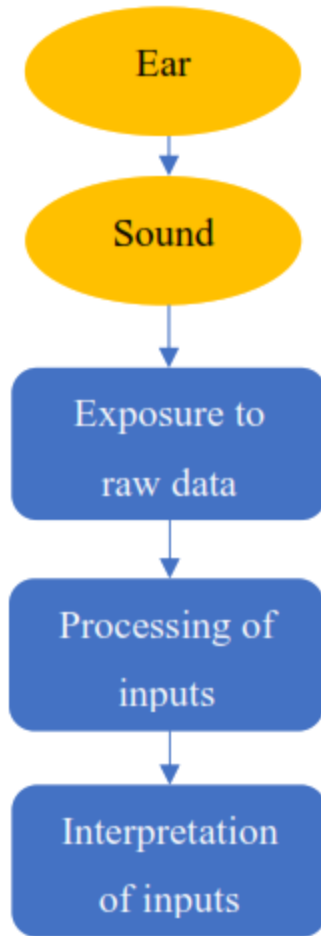 Ear
Sound
Exposure to
raw data
Processing of
inputs
Interpretation
of inputs